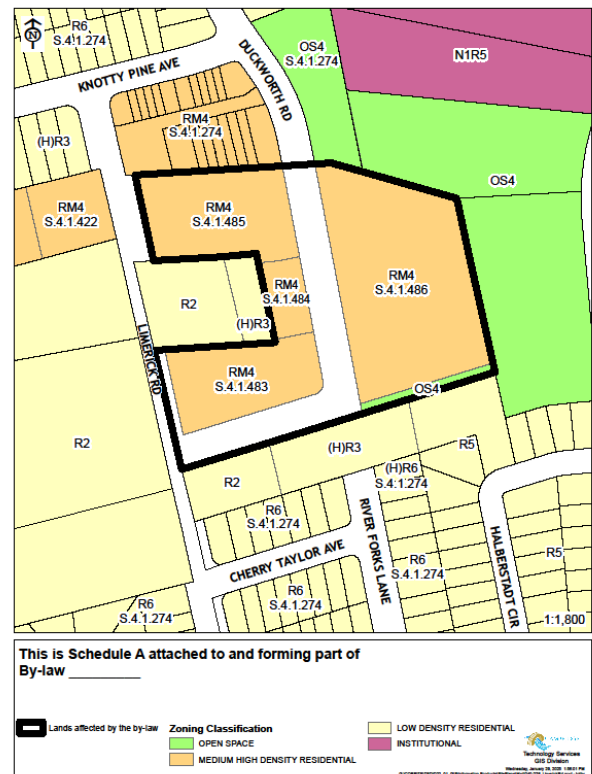 R6
S.4.1.274
N
KNOTTY PINE AVE
DUCKWORTH RD
OS4
S.4.1.274
N1R5
RM4
S.4.1.274
(H)R3
OS4
RM4
S.4.1.422
RM4
S.4.1.485
RM4
S.4.1.486
RM4
S.4.1.484
R2
(H)R3
LIMERICK RD
RM4
S.4.1.483
OS4
R2
(H)R3
R5
R2
(H)R6
S.4.1.274
R6
S.4.1.274
RIVER FORKS LANE
HALBERSTADT CIR
CHERRY TAYLOR AVE
R6
S.4.1.274
R5
R6
S.4.1.274
R6
S.4.1.274
1:1,800
This is Schedule A attached to and forming part of
By-law _________
Lands affected by the by-law
Zoning Classification
OPEN SPACE
MEDIUM HIGH DENSITY RESIDENTIAL
LOW DENSITY RESIDENTIAL
INSTITUTIONAL
Technology Services
GIS Division